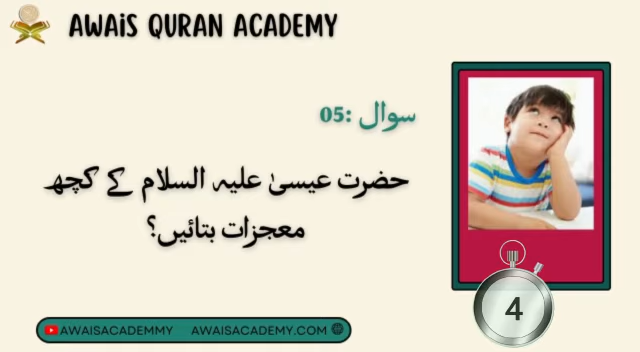 AWAiS QURAN ACADEMY
سوال :05
حضرت عیسیٰ علیہ السلام کے کچھ
معجزات بتائیں؟
4
AWAISACADEMMY AWAISACADEMY.COM